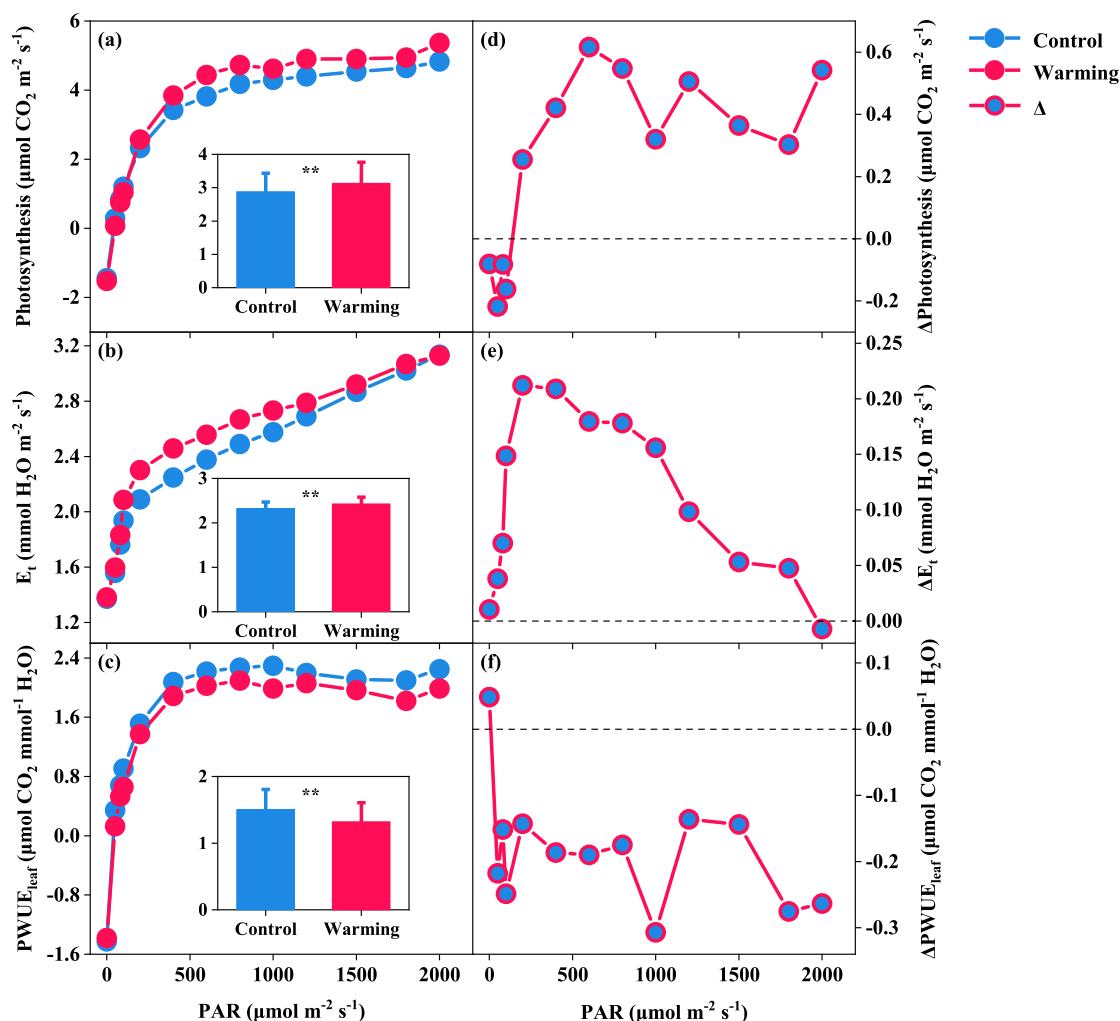 (a)
Photosynthesis (µmol CO₂ m⁻² s⁻¹)
6
4
2
0
-2
**
4
3
2
1
0
Control Warming
(d)
ΔPhotosynthesis (µmol CO₂ m⁻² s⁻¹)
0.6
0.4
0.2
0.0
-0.2
Control
Warming
Δ
(b)
Eₜ (mmol H₂O m⁻² s⁻¹)
3.2
2.8
2.4
2.0
1.6
1.2
**
3
2
1
0
Control Warming
(e)
ΔEₜ (mmol H₂O m⁻² s⁻¹)
0.25
0.20
0.15
0.10
0.05
0.00
(c)
PWUE_leaf (µmol CO₂ mmol⁻¹ H₂O)
2.4
1.6
0.8
0.0
-0.8
-1.6
**
2
1
0
Control Warming
(f)
ΔPWUE_leaf (µmol CO₂ mmol⁻¹ H₂O)
0.1
0.0
-0.1
-0.2
-0.3
0 500 1000 1500 2000
PAR (µmol m⁻² s⁻¹)
0 500 1000 1500 2000
PAR (µmol m⁻² s⁻¹)